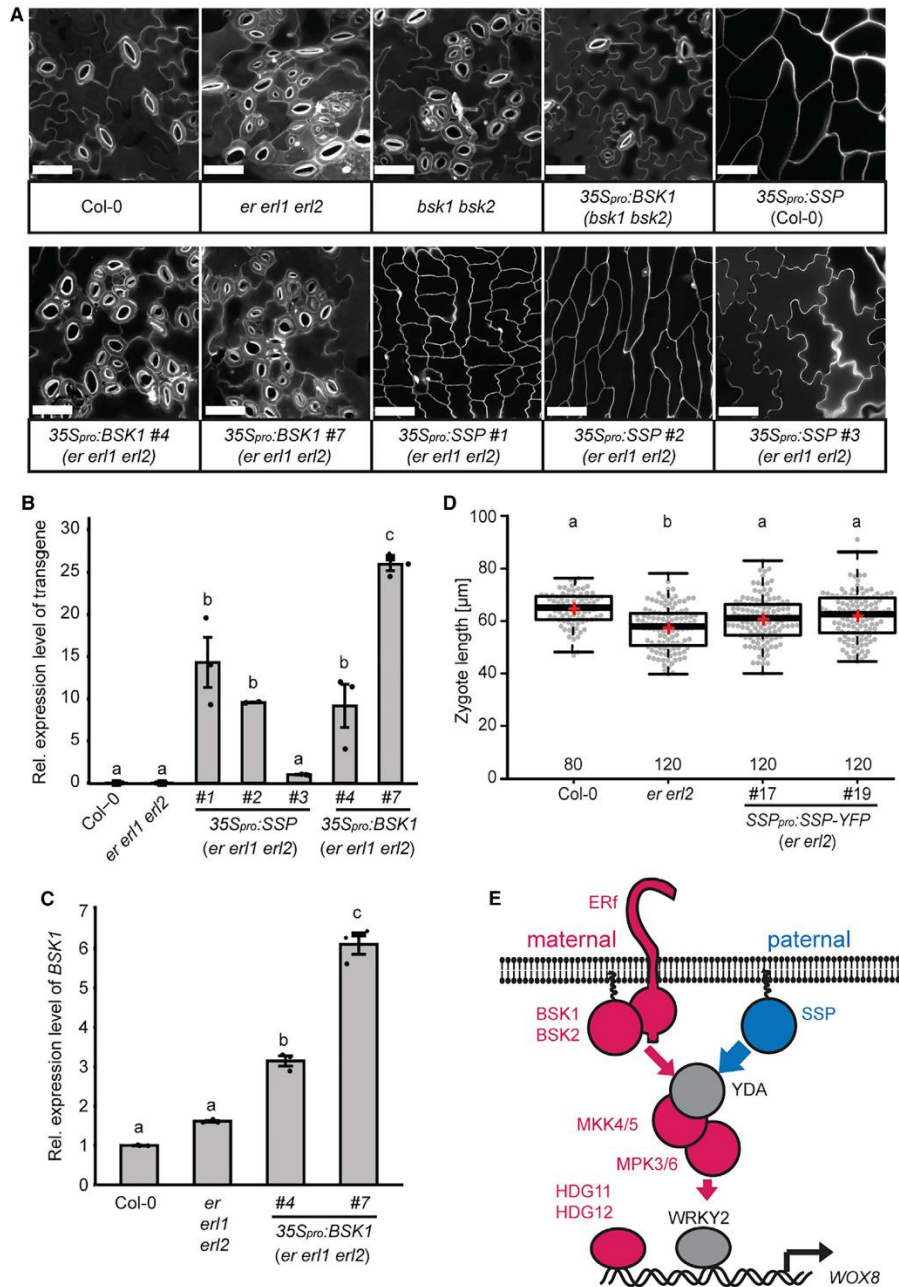 A
Col-0
er erl1 erl2
bsk1 bsk2
35Spro:BSK1
(bsk1 bsk2)
35Spro:SSP
(Col-0)
35Spro:BSK1 #4
(er erl1 erl2)
35Spro:BSK1 #7
(er erl1 erl2)
35Spro:SSP #1
(er erl1 erl2)
35Spro:SSP #2
(er erl1 erl2)
35Spro:SSP #3
(er erl1 erl2)
B
Rel. expression level of transgene
30
25
20
15
10
5
0
a
a
b
b
a
b
c
Col-0
er erl1 erl2
#1
#2
#3
#4
#7
35Spro:SSP
(er erl1 erl2)
35Spro:BSK1
(er erl1 erl2)
D
Zygote length [µm]
100
80
60
40
20
0
a
b
a
a
80
120
120
120
Col-0
er erl2
#17
#19
SSPpro:SSP-YFP
(er erl2)
C
Rel. expression level of BSK1
7
6
5
4
3
2
1
0
a
a
b
c
Col-0
er
erl1
erl2
#4
#7
35Spro:BSK1
(er erl1 erl2)
E
ERf
maternal
paternal
BSK1
BSK2
SSP
YDA
MKK4/5
MPK3/6
HDG11
HDG12
WRKY2
WOX8